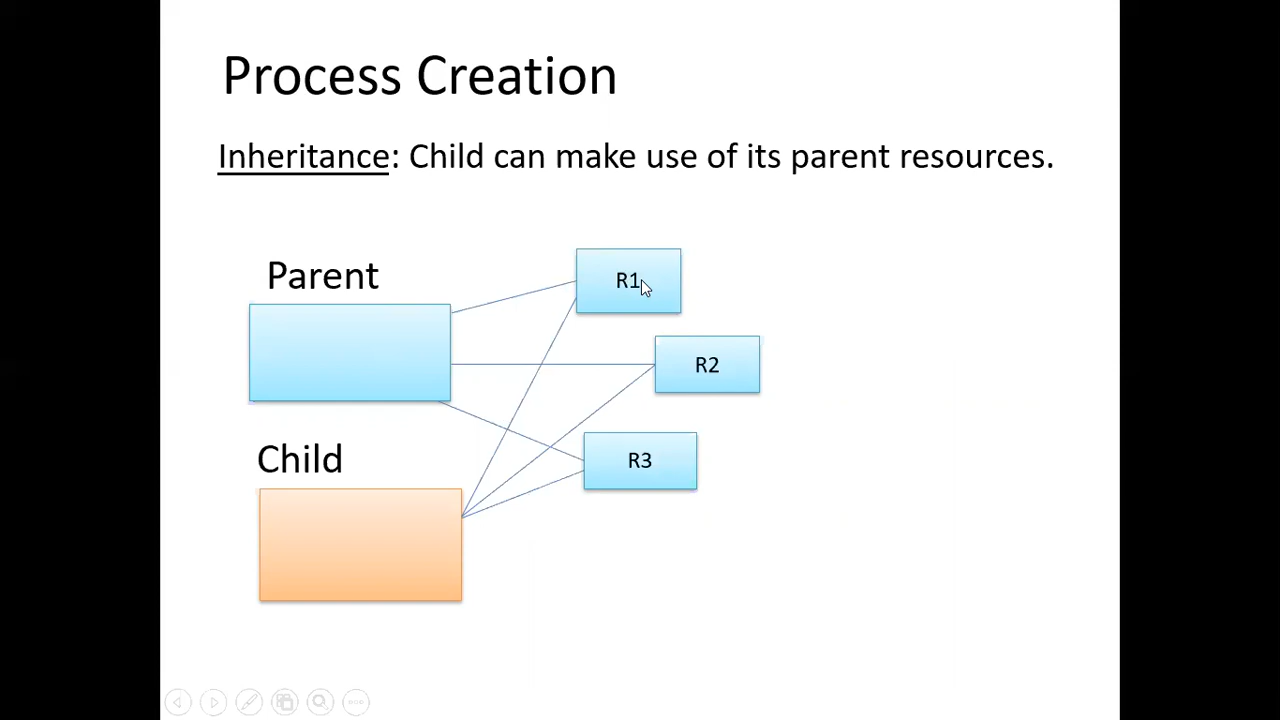 Process Creation
Inheritance: Child can make use of its parent resources.
Parent
R1
R2
Child
R3